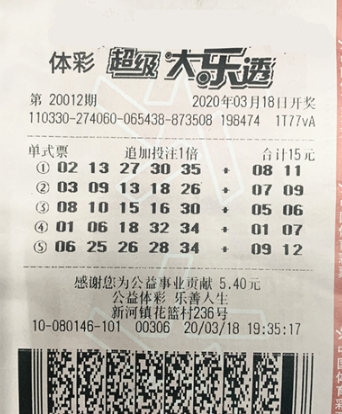 体彩 超级大乐透
第 20012期 2020年03月18日开奖
110330-274060-065438-873508 198474 1T77vA
单式票 追加投注1倍 合计15元
① 02 13 27 30 35 + 08 11
② 03 09 13 18 26 + 07 09
③ 08 10 15 16 30 + 05 06
④ 01 06 18 32 34 + 01 07
⑤ 06 25 26 28 34 + 09 12
感谢您为公益事业贡献 5.40元
公益体彩 乐善人生
新河镇花篮村236号
10-080146-101 00306 20/03/18 19:35:17
中国体育彩